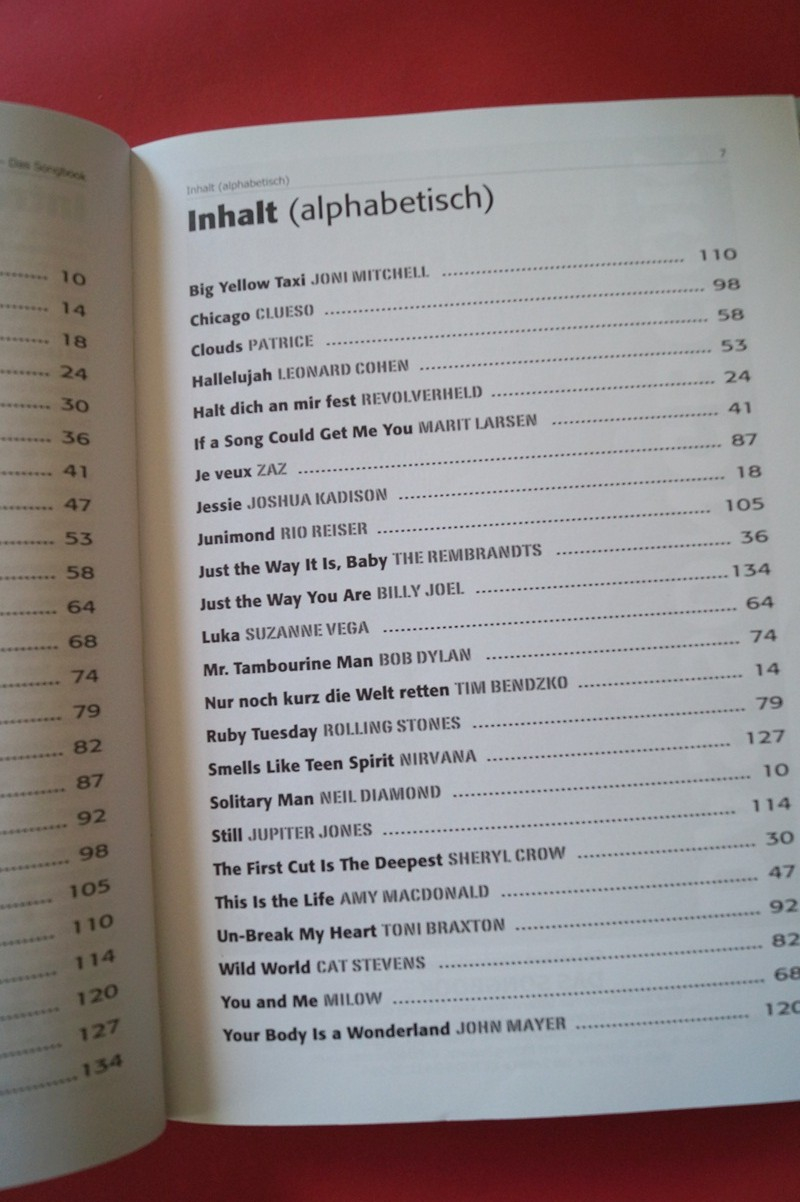 – Das Songbook
10
14
18
24
30
36
41
47
53
58
64
68
74
79
82
87
92
98
105
110
114
120
127
134
Inhalt (alphabetisch) 7
Inhalt (alphabetisch)
Big Yellow Taxi JONI MITCHELL 110
Chicago CLUESO 98
Clouds PATRICE 58
Hallelujah LEONARD COHEN 53
Halt dich an mir fest REVOLVERHELD 24
If a Song Could Get Me You MARIT LARSEN 41
Je veux ZAZ 87
Jessie JOSHUA KADISON 18
Junimond RIO REISER 105
Just the Way It Is, Baby THE REMBRANDTS 36
Just the Way You Are BILLY JOEL 134
Luka SUZANNE VEGA 64
Mr. Tambourine Man BOB DYLAN 74
Nur noch kurz die Welt retten TIM BENDZKO 14
Ruby Tuesday ROLLING STONES 79
Smells Like Teen Spirit NIRVANA 127
Solitary Man NEIL DIAMOND 10
Still JUPITER JONES 114
The First Cut Is The Deepest SHERYL CROW 30
This Is the Life AMY MACDONALD 47
Un-Break My Heart TONI BRAXTON 92
Wild World CAT STEVENS 82
You and Me MILOW 68
Your Body Is a Wonderland JOHN MAYER 120